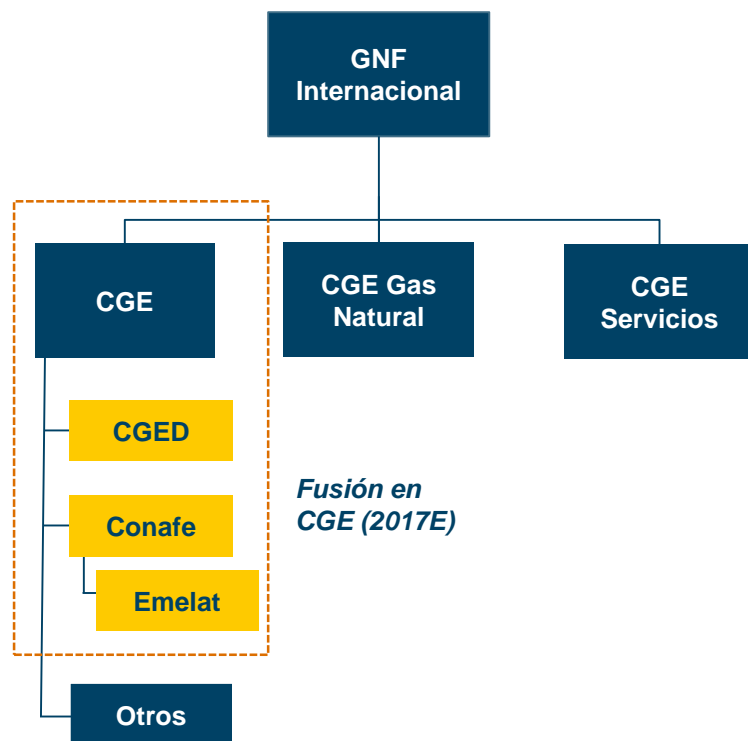 GNF
Internacional
CGE
CGE Gas
Natural
CGE
Servicios
CGED
Conafe
Emelat
Fusión en
CGE (2017E)
Otros